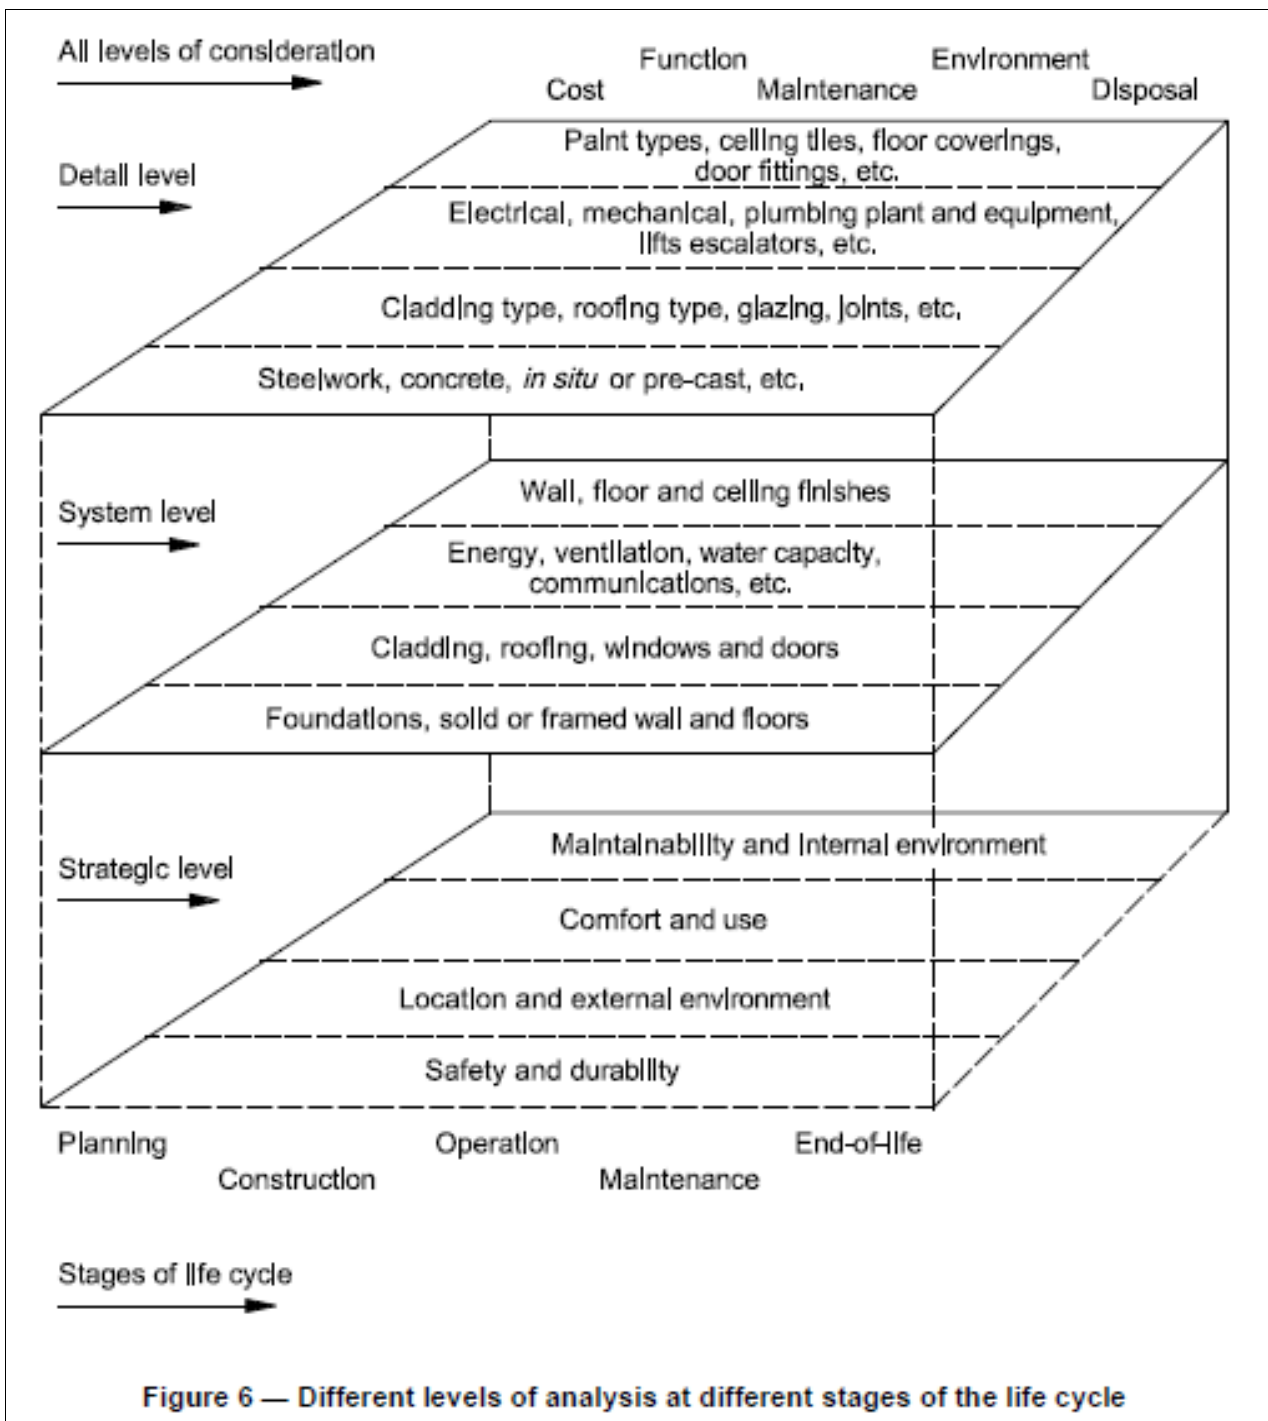 All levels of consideration
Function Environment
Cost Maintenance Disposal
Paint types, ceiling tiles, floor coverings,
door fittings, etc.
Detail level
Electrical, mechanical, plumbing plant and equipment,
lifts escalators, etc.
Cladding type, roofing type, glazing, joints, etc.
Steelwork, concrete, in situ or pre-cast, etc.
Wall, floor and ceiling finishes
System level
Energy, ventilation, water capacity,
communications, etc.
Cladding, roofing, windows and doors
Foundations, solid or framed wall and floors
Maintainability and internal environment
Strategic level
Comfort and use
Location and external environment
Safety and durability
Planning Operation End-of-life
Construction Maintenance
Stages of life cycle
Figure 6 — Different levels of analysis at different stages of the life cycle